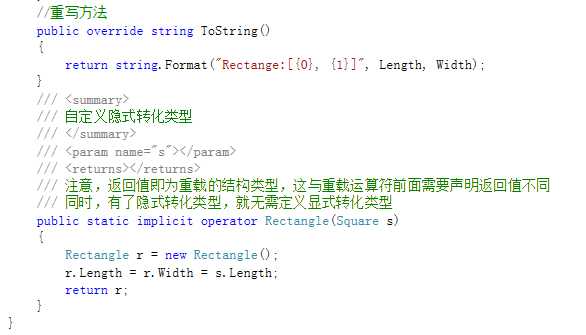 //重写方法
public override string ToString()
{
return string.Format("Rectange:[{0}, {1}]", Length, Width);
}
/// <summary>
/// 自定义隐式转化类型
/// </summary>
/// <param name="s"></param>
/// <returns></returns>
/// 注意，返回值即为重载的结构类型，这与重载运算符前面需要声明返回值不同
/// 同时，有了隐式转化类型，就无需定义显式转化类型
public static implicit operator Rectangle(Square s)
{
Rectangle r = new Rectangle();
r.Length = r.Width = s.Length;
return r;
}
}